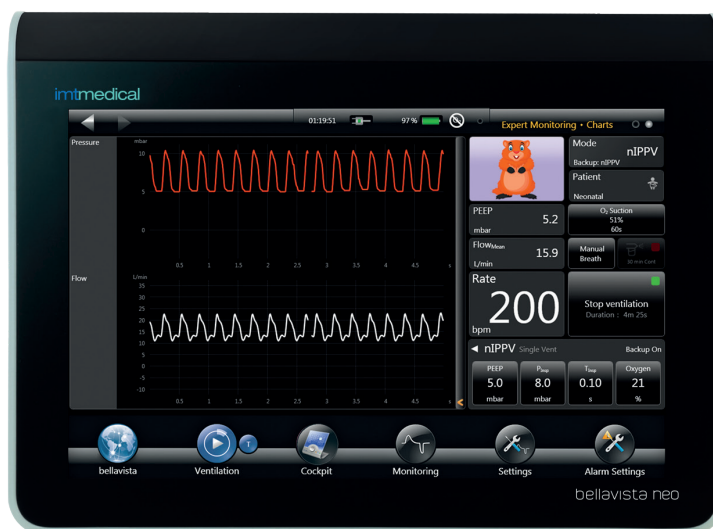 imtmedical
01:19:51
97 %
Expert Monitoring • Charts
Pressure
mbar
10
5
0
0.5 1 1.5 2 2.5 3 3.5 4 4.5 s
Flow
L/min
35
30
25
20
15
10
5
0
-5
-10
0.5 1 1.5 2 2.5 3 3.5 4 4.5 s
Mode
nIPPV
Backup: nIPPV
Patient
Neonatal
PEEP
5.2
mbar
O₂ Suction
51%
60s
FlowMean
15.9
L/min
Manual
Breath
30 min Cont
Rate
200
bpm
Stop ventilation
Duration : 4m 25s
nIPPV Single Vent Backup On
PEEP
5.0
mbar
PInsp
8.0
mbar
TInsp
0.10
s
Oxygen
21
%
T
bellavista
Ventilation
Cockpit
Monitoring
Settings
Alarm Settings
bellavista neo